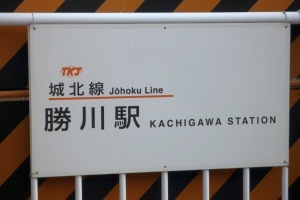 TKJ
城北線 Jōhoku Line
勝川駅 KACHIGAWA STATION